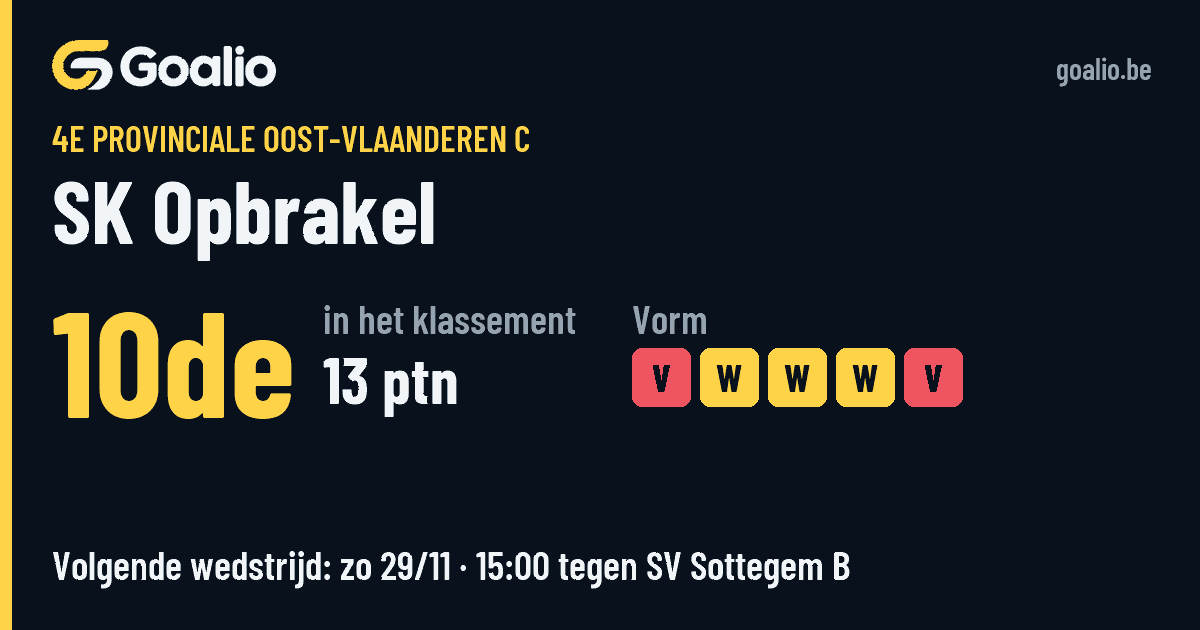 Goalio
goalio.be
4E PROVINCIALE OOST-VLAANDEREN C
SK Opbrakel
10de
in het klassement
13 ptn
Vorm
V W W W V
Volgende wedstrijd: zo 29/11 · 15:00 tegen SV Sottegem B